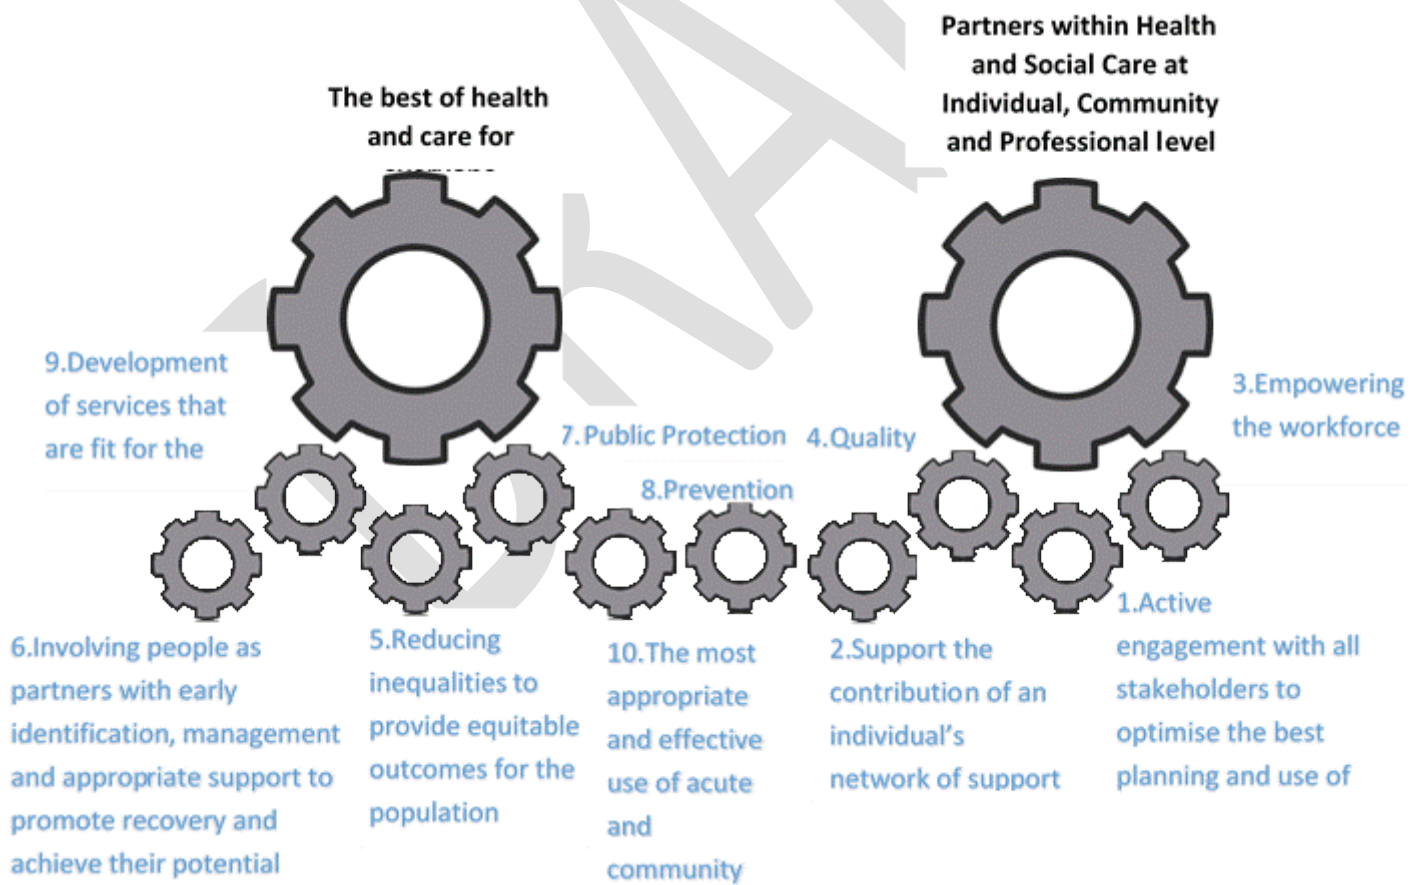 Partners within Health
and Social Care at
Individual, Community
and Professional level
The best of health
and care for
9.Development
of services that
are fit for the
3.Empowering
the workforce
7.Public Protection
4.Quality
8.Prevention
6.Involving people as
partners with early
identification, management
and appropriate support to
promote recovery and
achieve their potential
5.Reducing
inequalities to
provide equitable
outcomes for the
population
10.The most
appropriate
and effective
use of acute
and
community
2.Support the
contribution of an
individual's
network of support
1.Active
engagement with all
stakeholders to
optimise the best
planning and use of